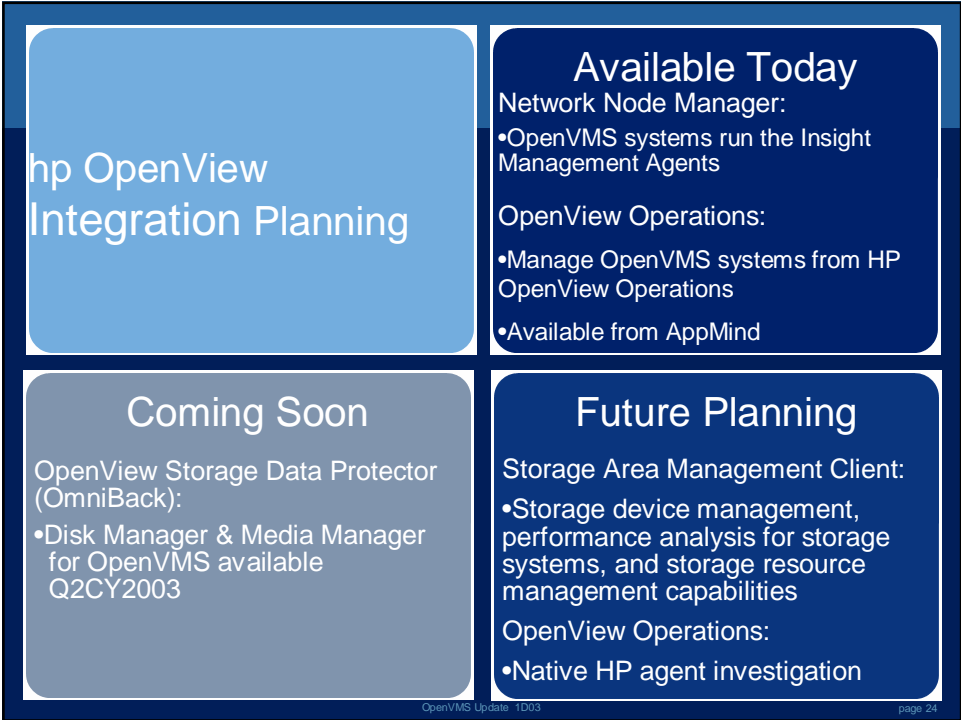 hp OpenView
Integration Planning
Available Today
Network Node Manager:
•OpenVMS systems run the Insight
Management Agents
OpenView Operations:
•Manage OpenVMS systems from HP
OpenView Operations
•Available from AppMind
Coming Soon
OpenView Storage Data Protector
(OmniBack):
•Disk Manager & Media Manager
for OpenVMS available
Q2CY2003
Future Planning
Storage Area Management Client:
•Storage device management,
performance analysis for storage
systems, and storage resource
management capabilities
OpenView Operations:
•Native HP agent investigation
OpenVMS Update 1D03
page 24